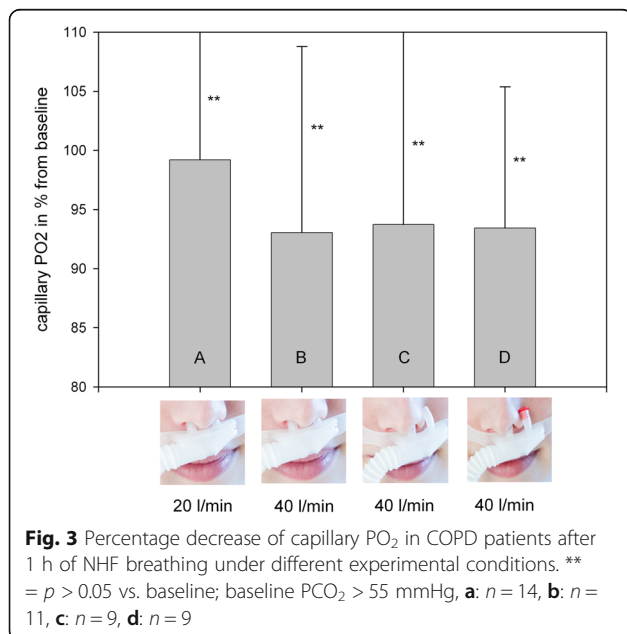 110
105
100
95
90
85
80
capillary PO2 in % from baseline
**
**
**
**
A
B
C
D
20 l/min
40 l/min
40 l/min
40 l/min
Fig. 3 Percentage decrease of capillary PO₂ in COPD patients after
1 h of NHF breathing under different experimental conditions. **
= p > 0.05 vs. baseline; baseline PCO₂ > 55 mmHg, a: n = 14, b: n =
11, c: n = 9, d: n = 9